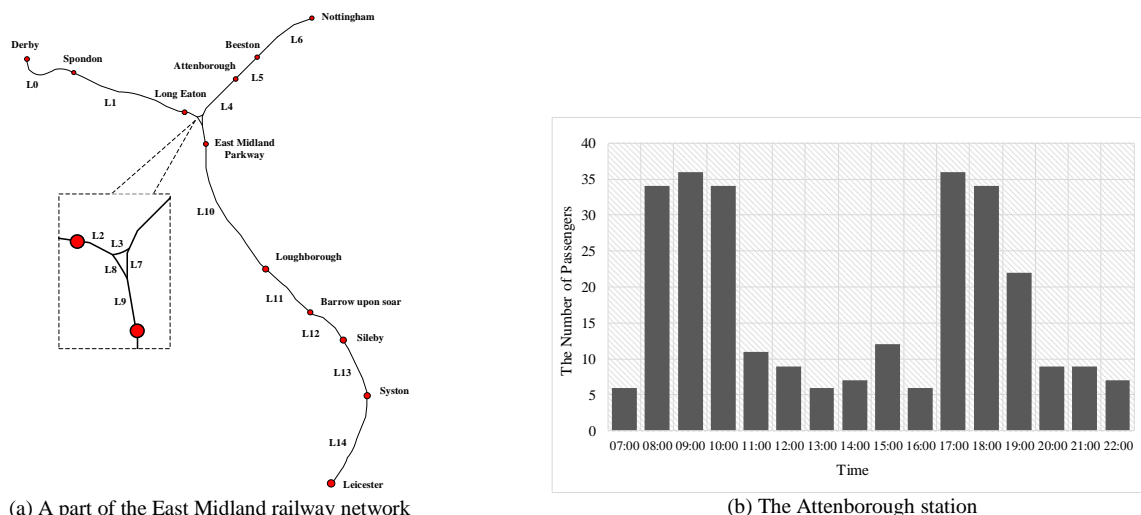 Nottingham
L6
Beeston
Derby
Spondon
Attenborough
L5
L0
L1
Long Eaton
L4
East Midland
Parkway
L10
L2
L3
L8
L7
L9
Loughborough
L11
Barrow upon soar
L12
Sileby
L13
Syston
L14
Leicester
(a) A part of the East Midland railway network
The Number of Passengers
40
35
30
25
20
15
10
5
0
07:00 08:00 09:00 10:00 11:00 12:00 13:00 14:00 15:00 16:00 17:00 18:00 19:00 20:00 21:00 22:00
Time
(b) The Attenborough station